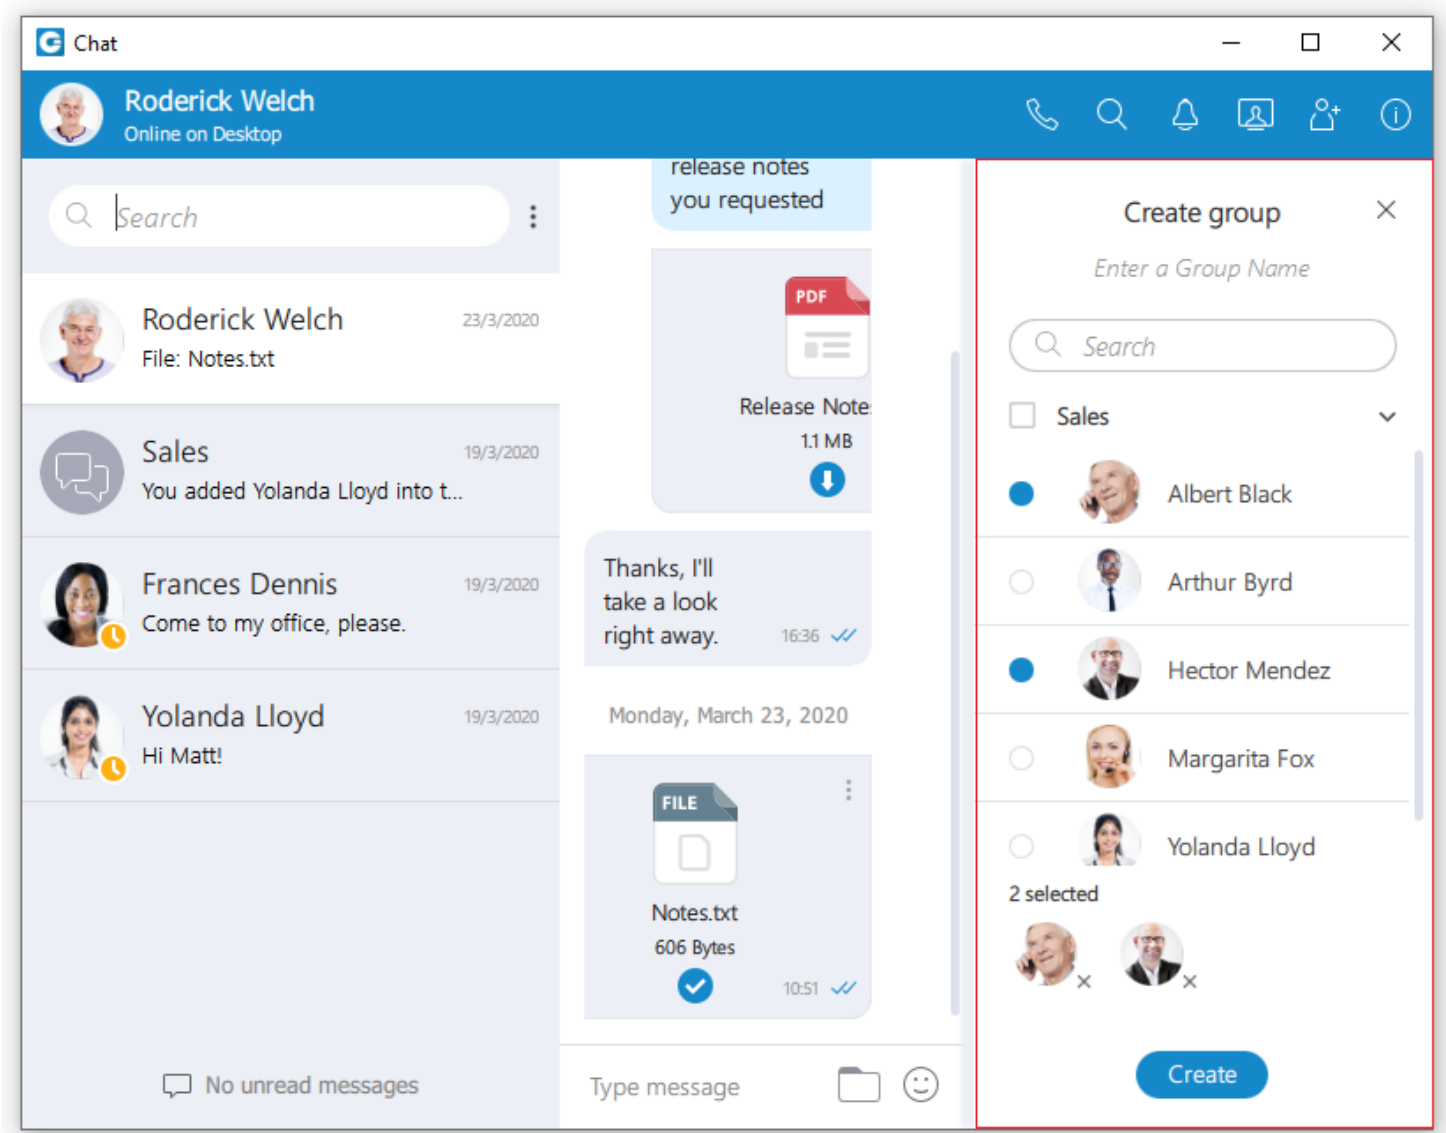 Chat
Roderick Welch
Online on Desktop
Search
Roderick Welch
23/3/2020
File: Notes.txt
Sales
19/3/2020
You added Yolanda Lloyd into t...
Frances Dennis
19/3/2020
Come to my office, please.
Yolanda Lloyd
19/3/2020
Hi Matt!
No unread messages
release notes
you requested
PDF
Release Note
1.1 MB
Thanks, I'll
take a look
right away.
16:36
Monday, March 23, 2020
FILE
Notes.txt
606 Bytes
10:51
Type message
Create group
Enter a Group Name
Search
Sales
Albert Black
Arthur Byrd
Hector Mendez
Margarita Fox
Yolanda Lloyd
2 selected
Create